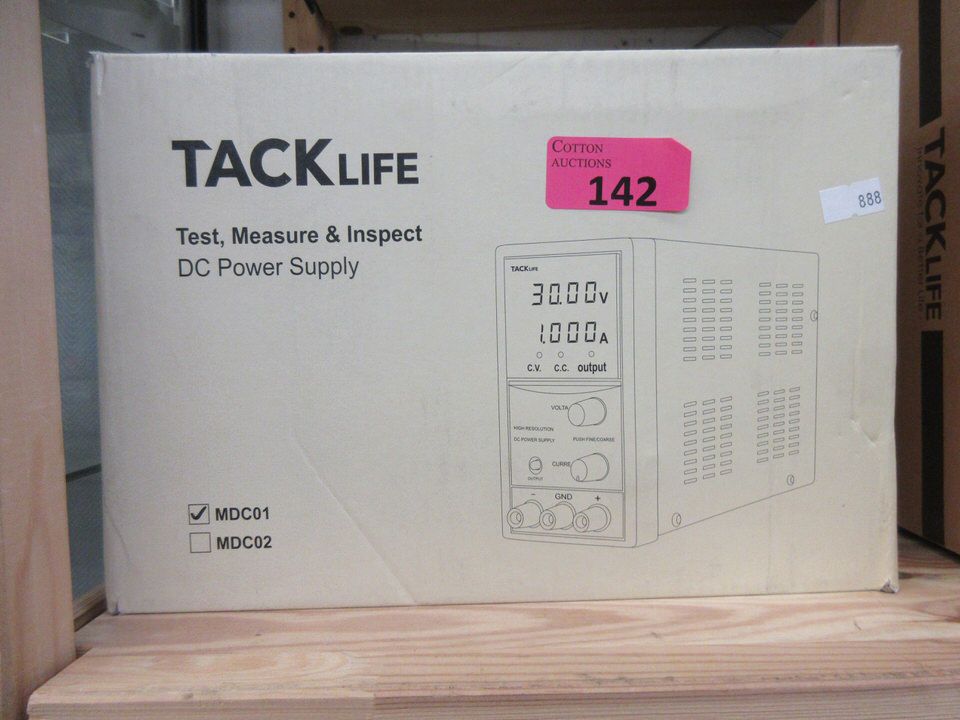 TACKLIFE
Test, Measure & Inspect
DC Power Supply
COTTON
AUCTIONS
142
888
TACKLIFE
30.00V
1.000A
C.V. C.C. output
VOLTA
HIGH RESOLUTION
DC POWER SUPPLY
PUSH FINE/COARSE
CURRE
OUTPUT
- GND +
MDC01
MDC02
TACKLIFE